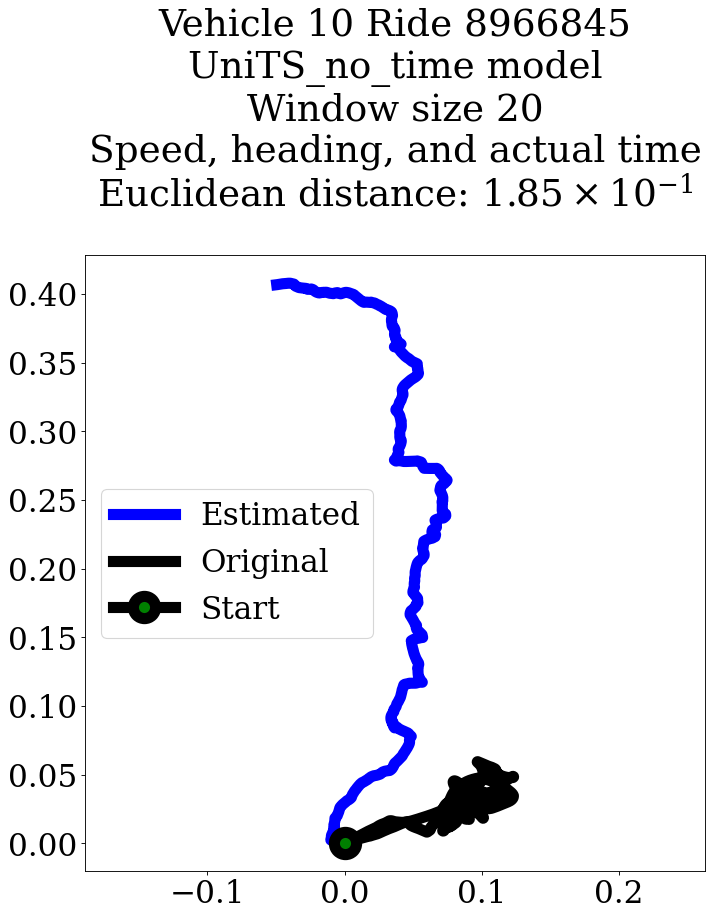 Vehicle 10 Ride 8966845
UniTS_no_time model
Window size 20
Speed, heading, and actual time
Euclidean distance: 1.85 × 10⁻¹
0.40
0.35
0.30
0.25
0.20
0.15
0.10
0.05
0.00
Estimated
Original
Start
−0.1 0.0 0.1 0.2